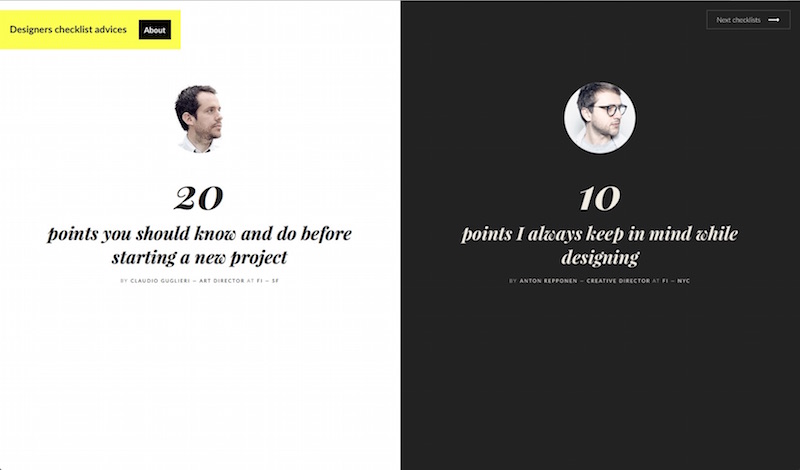 Designers checklist advices
About
Next checklists
20
points you should know and do before
starting a new project
BY CLAUDIO GUGLIERI — ART DIRECTOR AT FI — SF
10
points I always keep in mind while
designing
BY ANTON REPPONEN — CREATIVE DIRECTOR AT FI — NYC